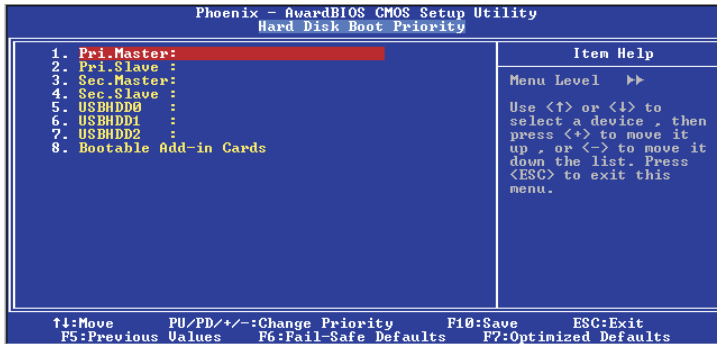 Phoenix - AwardBIOS CMOS Setup Utility
Hard Disk Boot Priority
1. Pri.Master:
2. Pri.Slave :
3. Sec.Master:
4. Sec.Slave :
5. USBHDD0 :
6. USBHDD1 :
7. USBHDD2 :
8. Bootable Add-in Cards
Item Help
Menu Level ▶▶
Use <↑> or <↓> to
select a device , then
press <+> to move it
up , or <-> to move it
down the list. Press
<ESC> to exit this
menu.
↑↓:Move PU/PD/+/-:Change Priority F10:Save ESC:Exit
F5:Previous Values F6:Fail-Safe Defaults F7:Optimized Defaults